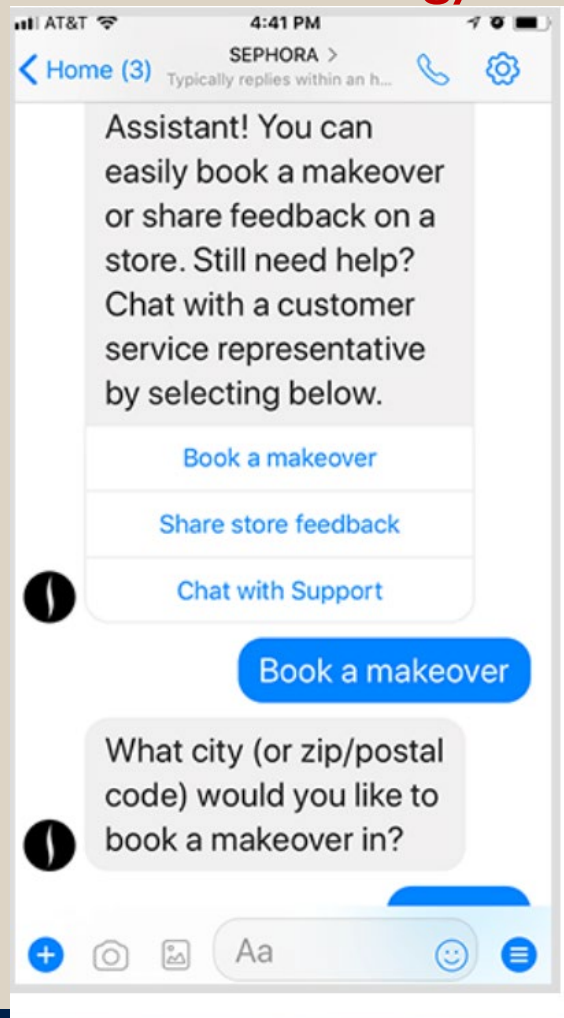 AT&T 4:41 PM
Home (3) SEPHORA >
Typically replies within an h...
Assistant! You can
easily book a makeover
or share feedback on a
store. Still need help?
Chat with a customer
service representative
by selecting below.
Book a makeover
Share store feedback
Chat with Support
Book a makeover
What city (or zip/postal
code) would you like to
book a makeover in?
Aa